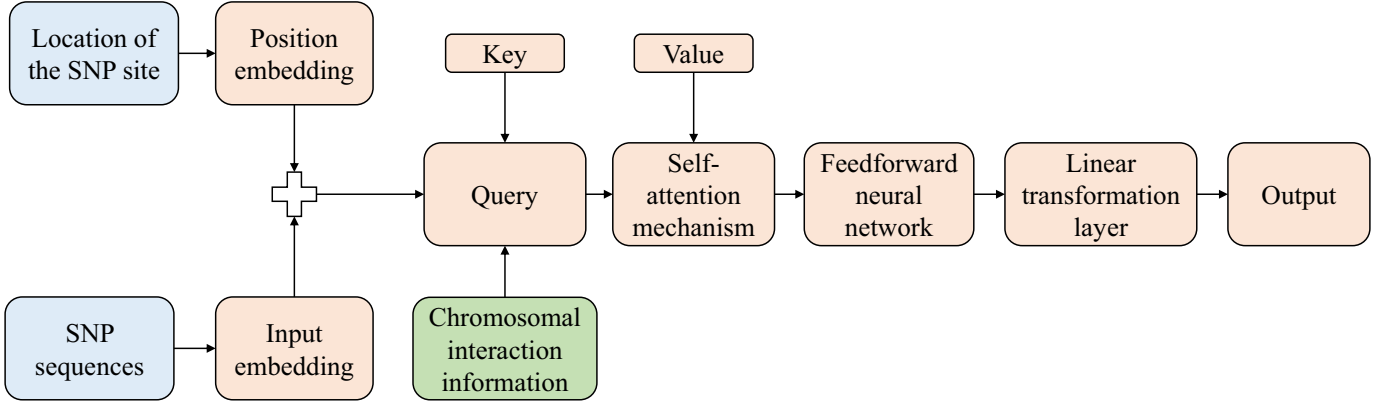 Location of
the SNP site
Position
embedding
Key
Value
Query
Self-
attention
mechanism
Feedforward
neural
network
Linear
transformation
layer
Output
SNP
sequences
Input
embedding
Chromosomal
interaction
information